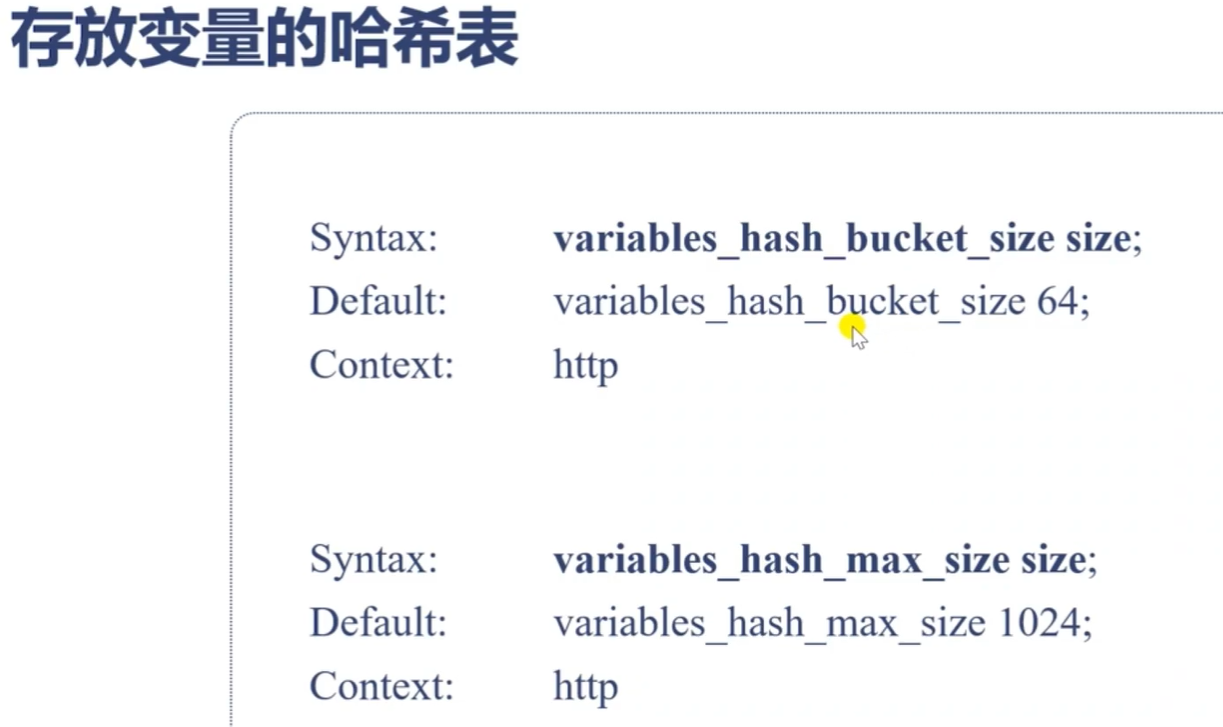 存放变量的哈希表
Syntax: variables_hash_bucket_size size;
Default: variables_hash_bucket_size 64;
Context: http
Syntax: variables_hash_max_size size;
Default: variables_hash_max_size 1024;
Context: http